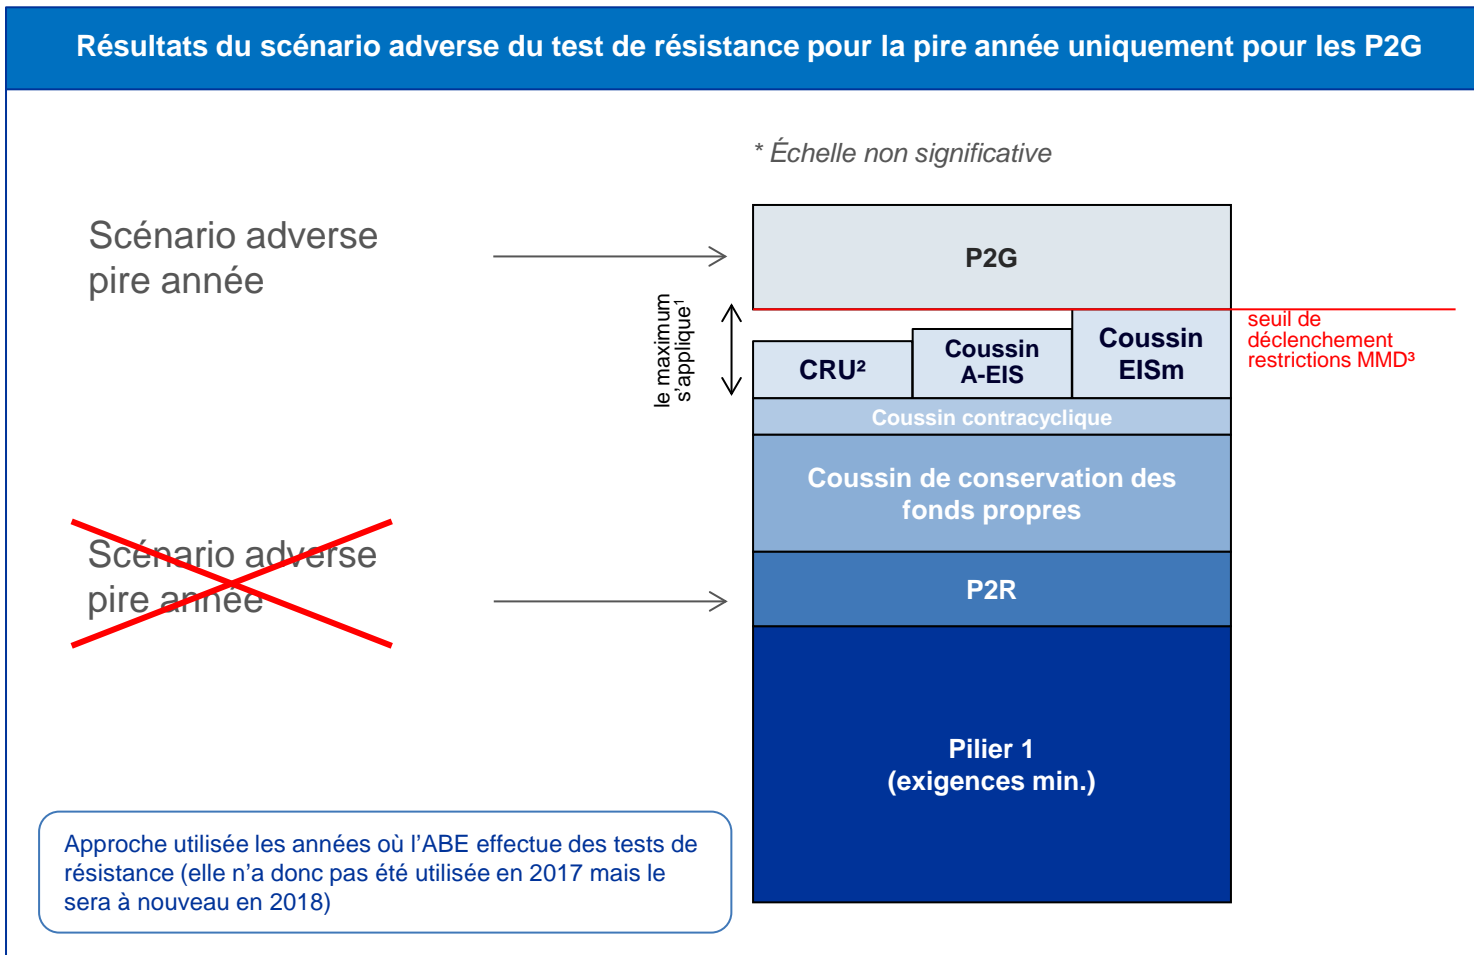 Résultats du scénario adverse du test de résistance pour la pire année uniquement pour les P2G
* Échelle non significative
Scénario adverse
pire année
P2G
le maximum
s'applique¹
seuil de
déclenchement
restrictions MMD³
CRU²
Coussin
A-EIS
Coussin
EISm
Coussin contracyclique
Coussin de conservation des
fonds propres
Scénario adverse
pire année
P2R
Pilier 1
(exigences min.)
Approche utilisée les années où l'ABE effectue des tests de
résistance (elle n'a donc pas été utilisée en 2017 mais le
sera à nouveau en 2018)